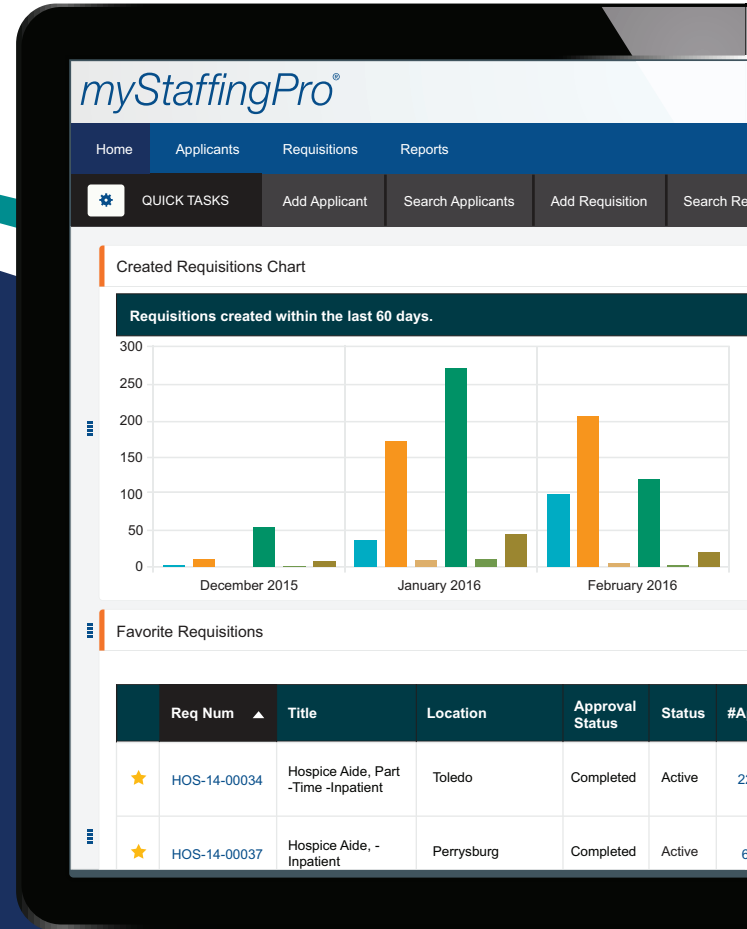 myStaffingPro®
Home Applicants Requisitions Reports
QUICK TASKS Add Applicant Search Applicants Add Requisition Search
Created Requisitions Chart
Requisitions created within the last 60 days.
300
250
200
150
100
50
0
December 2015 January 2016 February 2016
Favorite Requisitions
Req Num Title Location Approval Status Status
HOS-14-00034 Hospice Aide, Part
-Time -Inpatient Toledo Completed Active
HOS-14-00037 Hospice Aide, -
Inpatient Perrysburg Completed Active